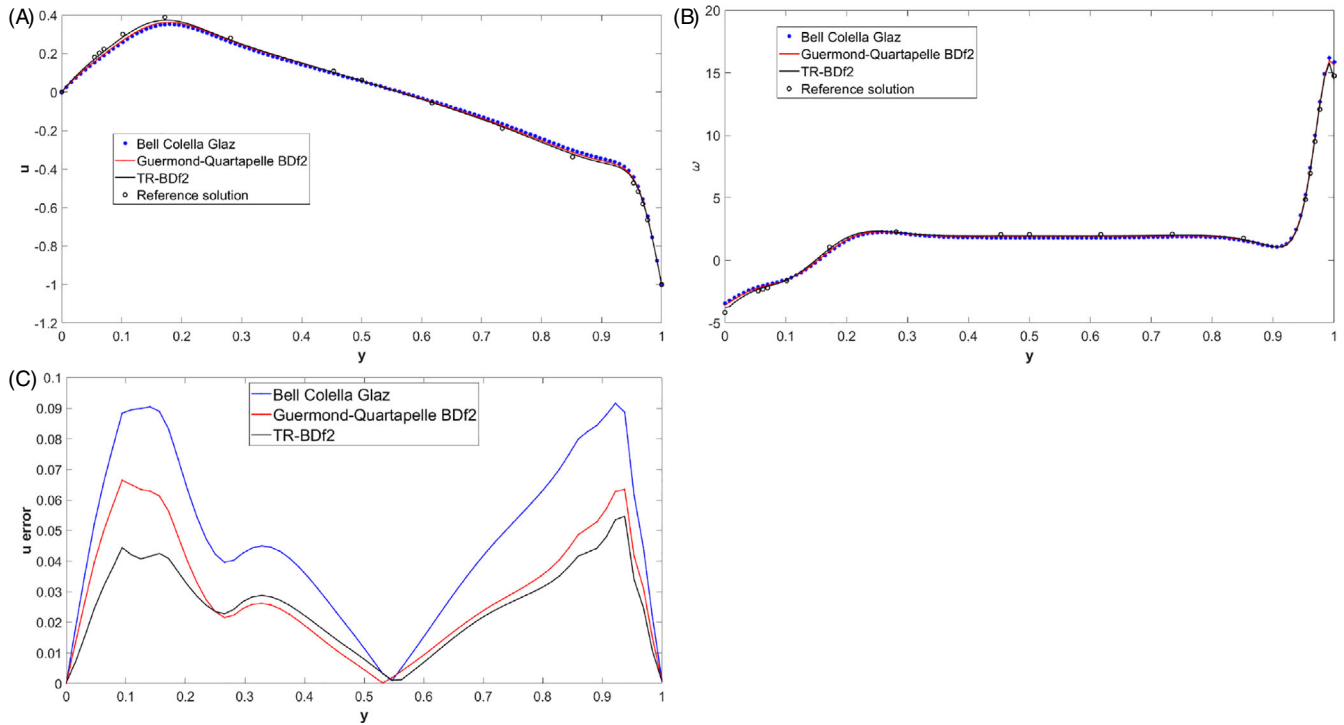 (A)
0.4
0.2
0
-0.2
-0.4
-0.6
-0.8
-1
-1.2
u
Bell Colella Glaz
Guermond-Quartapelle BDf2
TR-BDf2
Reference solution
0 0.1 0.2 0.3 0.4 0.5 0.6 0.7 0.8 0.9 1
y
(B)
20
15
10
5
0
-5
ω
Bell Colella Glaz
Guermond-Quartapelle BDf2
TR-BDf2
Reference solution
0 0.1 0.2 0.3 0.4 0.5 0.6 0.7 0.8 0.9 1
y
(C)
0.09
0.08
0.07
0.06
0.05
0.04
0.03
0.02
0.01
0
u error
Bell Colella Glaz
Guermond-Quartapelle BDf2
TR-BDf2
0 0.1 0.2 0.3 0.4 0.5 0.6 0.7 0.8 0.9 1
y